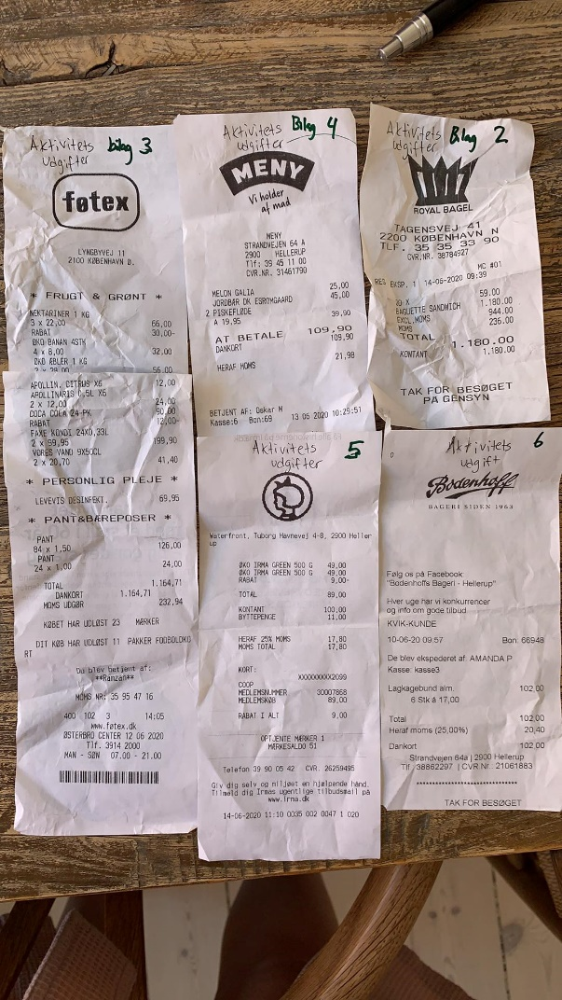 Aktivitets bilag 3
udgifter
føtex
LYNGBYVEJ 11
2100 KØBENHAVN Ø.
* FRUGT & GRØNT *
NEKTARINER 1 KG
3 x 22,00 66,00
RABAT 30,00-
ØKO BANAN 4STK
4 x 8,00 32,00
ØKO ÆBLER 1 KG
2 x 28,00 56,00
APOLLIN. CITRUS X6 12,00
APOLLINARIS 0,5L X6
2 x 12,00 24,00
COCA COLA 24-PK 90,00
RABAT 12,00-
FAXE KONDI 24X0,33L
2 x 99,95 199,90
VORES VAND 9X50CL
2 x 20,70 41,40
* PERSONLIG PLEJE *
LEVEVIS DESINFEKT. 69,95
* PANT&BÆREPOSER *
PANT
84 x 1,50 126,00
PANT
24 x 1,00 24,00
TOTAL 1.164,71
DANKORT 1.164,71
MOMS UDGØR 232,94
KØBET HAR UDLØST 23 MÆRKER
DIT KØB HAR UDLØST 11 PAKKER FODBOLDKO
RT
Du blev betjent af:
**Ramzan**
MOMS NR: 35 95 47 16
400 102 3 14:05
www.føtex.dk
ØSTERBRO CENTER 12 06 2020
Tlf. 3914 2000
MAN - SØN 07.00 - 21.00
Aktivitets Bilag 4
udgifter
MENY
Vi holder
af mad
MENY
STRANDVEJEN 64 A
2900 HELLERUP
Tlf: 39 45 11 00
CVR.NR. 31461790
MELON GALIA 25,00
JORDBÆR DK ESROMGAARD 45,00
2 PISKEFLØDE
A 19,95 39,90
AT BETALE 109,90
DANKORT 109,90
HERAF MOMS 21,98
BETJENT AF: Oskar M
Kasse:6 Bon:69 13 06 2020 10:29:51
Aktivitets Bilag 2
udgifter
ROYAL BAGEL
TAGENSVEJ 41
2200 KØBENHAVN N
TLF. 35 35 33 90
CVR.NR. 38784927
MC #01
RES EKSP. 1 14-06-2020 09:39
20 X 59.00
BAGUETTE SANDWICH 1.180.00
EXCL.MOMS 944.00
MOMS 236.00
TOTAL 1.180.00
KONTANT 1.180.00
TAK FOR BESØGET
PÅ GENSYN
Aktivitets 5
udgifter
Waterfront, Tuborg Havnevej 4-8, 2900 Heller
up
ØKO IRMA GREEN 500 G 49,00
ØKO IRMA GREEN 500 G 49,00
RABAT 9,00-
TOTAL 89,00
KONTANT 100,00
BYTTEPENGE 11,00
HERAF 25% MOMS 17,80
MOMS TOTAL 17,80
KORT:
COOP XXXXXXXXX2099
MEDLEMSNUMMER 30007868
MEDLEMSKØB 89,00
RABAT I ALT 9,00
OPTJENTE MÆRKER 1
MÆRKESALDO 51
Telefon 39 90 05 42 CVR. 26259495
Giv dig selv og miljøet en hjælpende hånd.
Tilmeld dig Irmas ugentlige tilbudsmail på
www.Irma.dk
14-06-2020 11:10 0035 002 0047 1 020
Aktivitets 6
udgift
Bodenhoff
BAGERI SIDEN 1963
Følg os på Facebook:
"Bodenhoffs Bageri - Hellerup"
Hver uge har vi konkurrencer
og info om gode tilbud
KVIK-KUNDE
10-06-20 09:57 Bon: 66948
De blev ekspederet af: AMANDA P
Kasse: kasse3
Lagkagebund alm. 102,00
6 Stk á 17,00
Total 102,00
Heraf moms (25,00%) 20,40
Dankort 102,00
Strandvejen 64a | 2900 Hellerup
Tlf :38862297 | CVR Nr.: 21061883
******************************
TAK FOR BESØGET